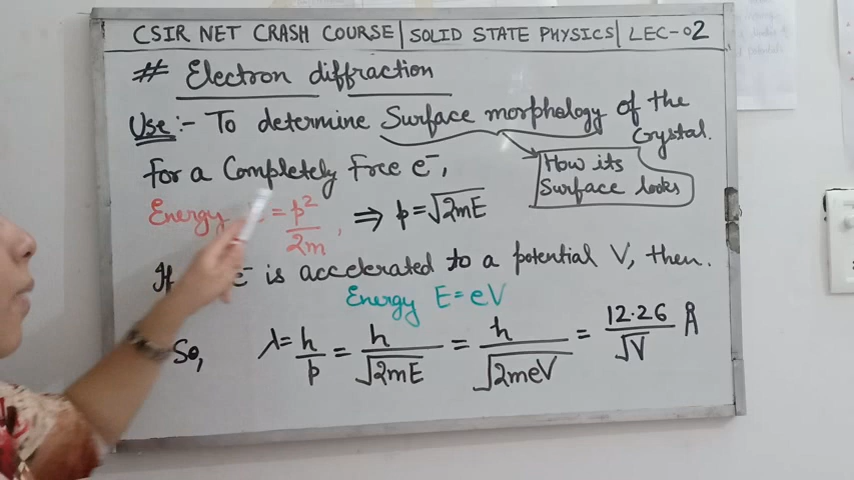 CSIR NET CRASH COURSE | SOLID STATE PHYSICS | LEC-02
# Electron diffraction
Use :- To determine Surface morphology of the Crystal.
How its Surface looks
For a Completely Free e⁻,
Energy = p²/2m, ⇒ p = √2mE
If e⁻ is accelerated to a potential V, then.
Energy E = eV
So, λ = h/p = h/√2mE = h/√2meV = 12.26/√V Å